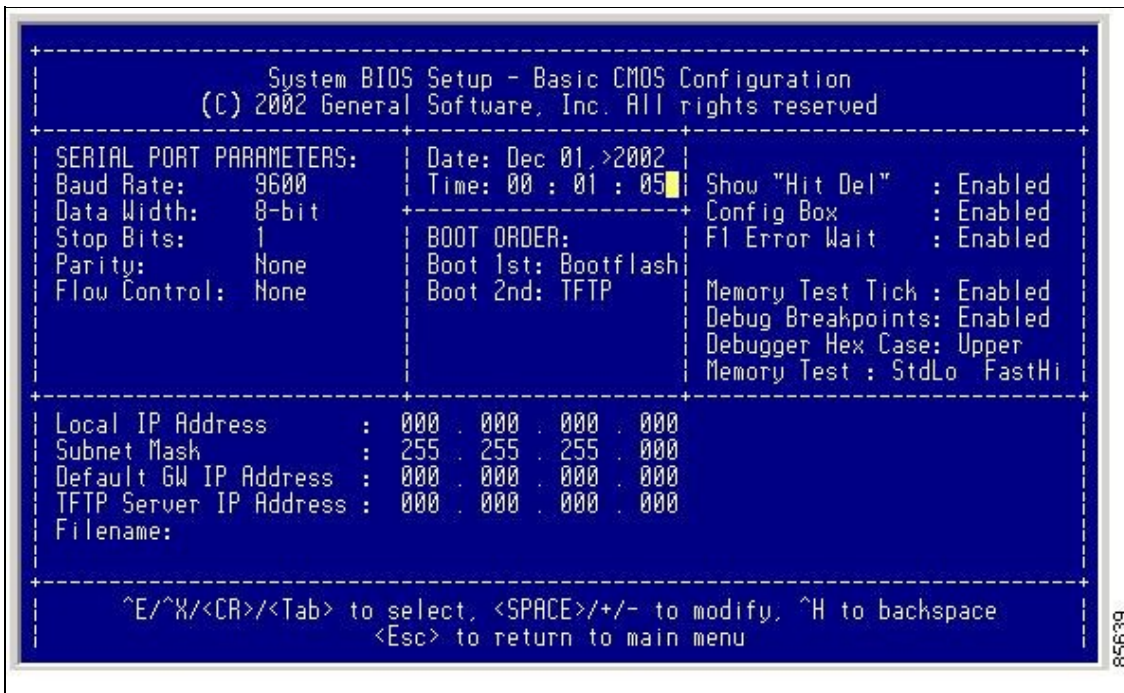 System BIOS Setup - Basic CMOS Configuration
(C) 2002 General Software, Inc. All rights reserved
SERIAL PORT PARAMETERS:
Baud Rate: 9600
Data Width: 8-bit
Stop Bits: 1
Parity: None
Flow Control: None
Date: Dec 01,>2002
Time: 00 : 01 : 05
BOOT ORDER:
Boot 1st: Bootflash
Boot 2nd: TFTP
Show "Hit Del" : Enabled
Config Box : Enabled
F1 Error Wait : Enabled
Memory Test Tick : Enabled
Debug Breakpoints: Enabled
Debugger Hex Case: Upper
Memory Test : StdLo FastHi
Local IP Address : 000 . 000 . 000 . 000
Subnet Mask : 255 . 255 . 255 . 000
Default GW IP Address : 000 . 000 . 000 . 000
TFTP Server IP Address : 000 . 000 . 000 . 000
Filename:
^E/^X/<CR>/<Tab> to select, <SPACE>/+/- to modify, ^H to backspace
<Esc> to return to main menu
85639